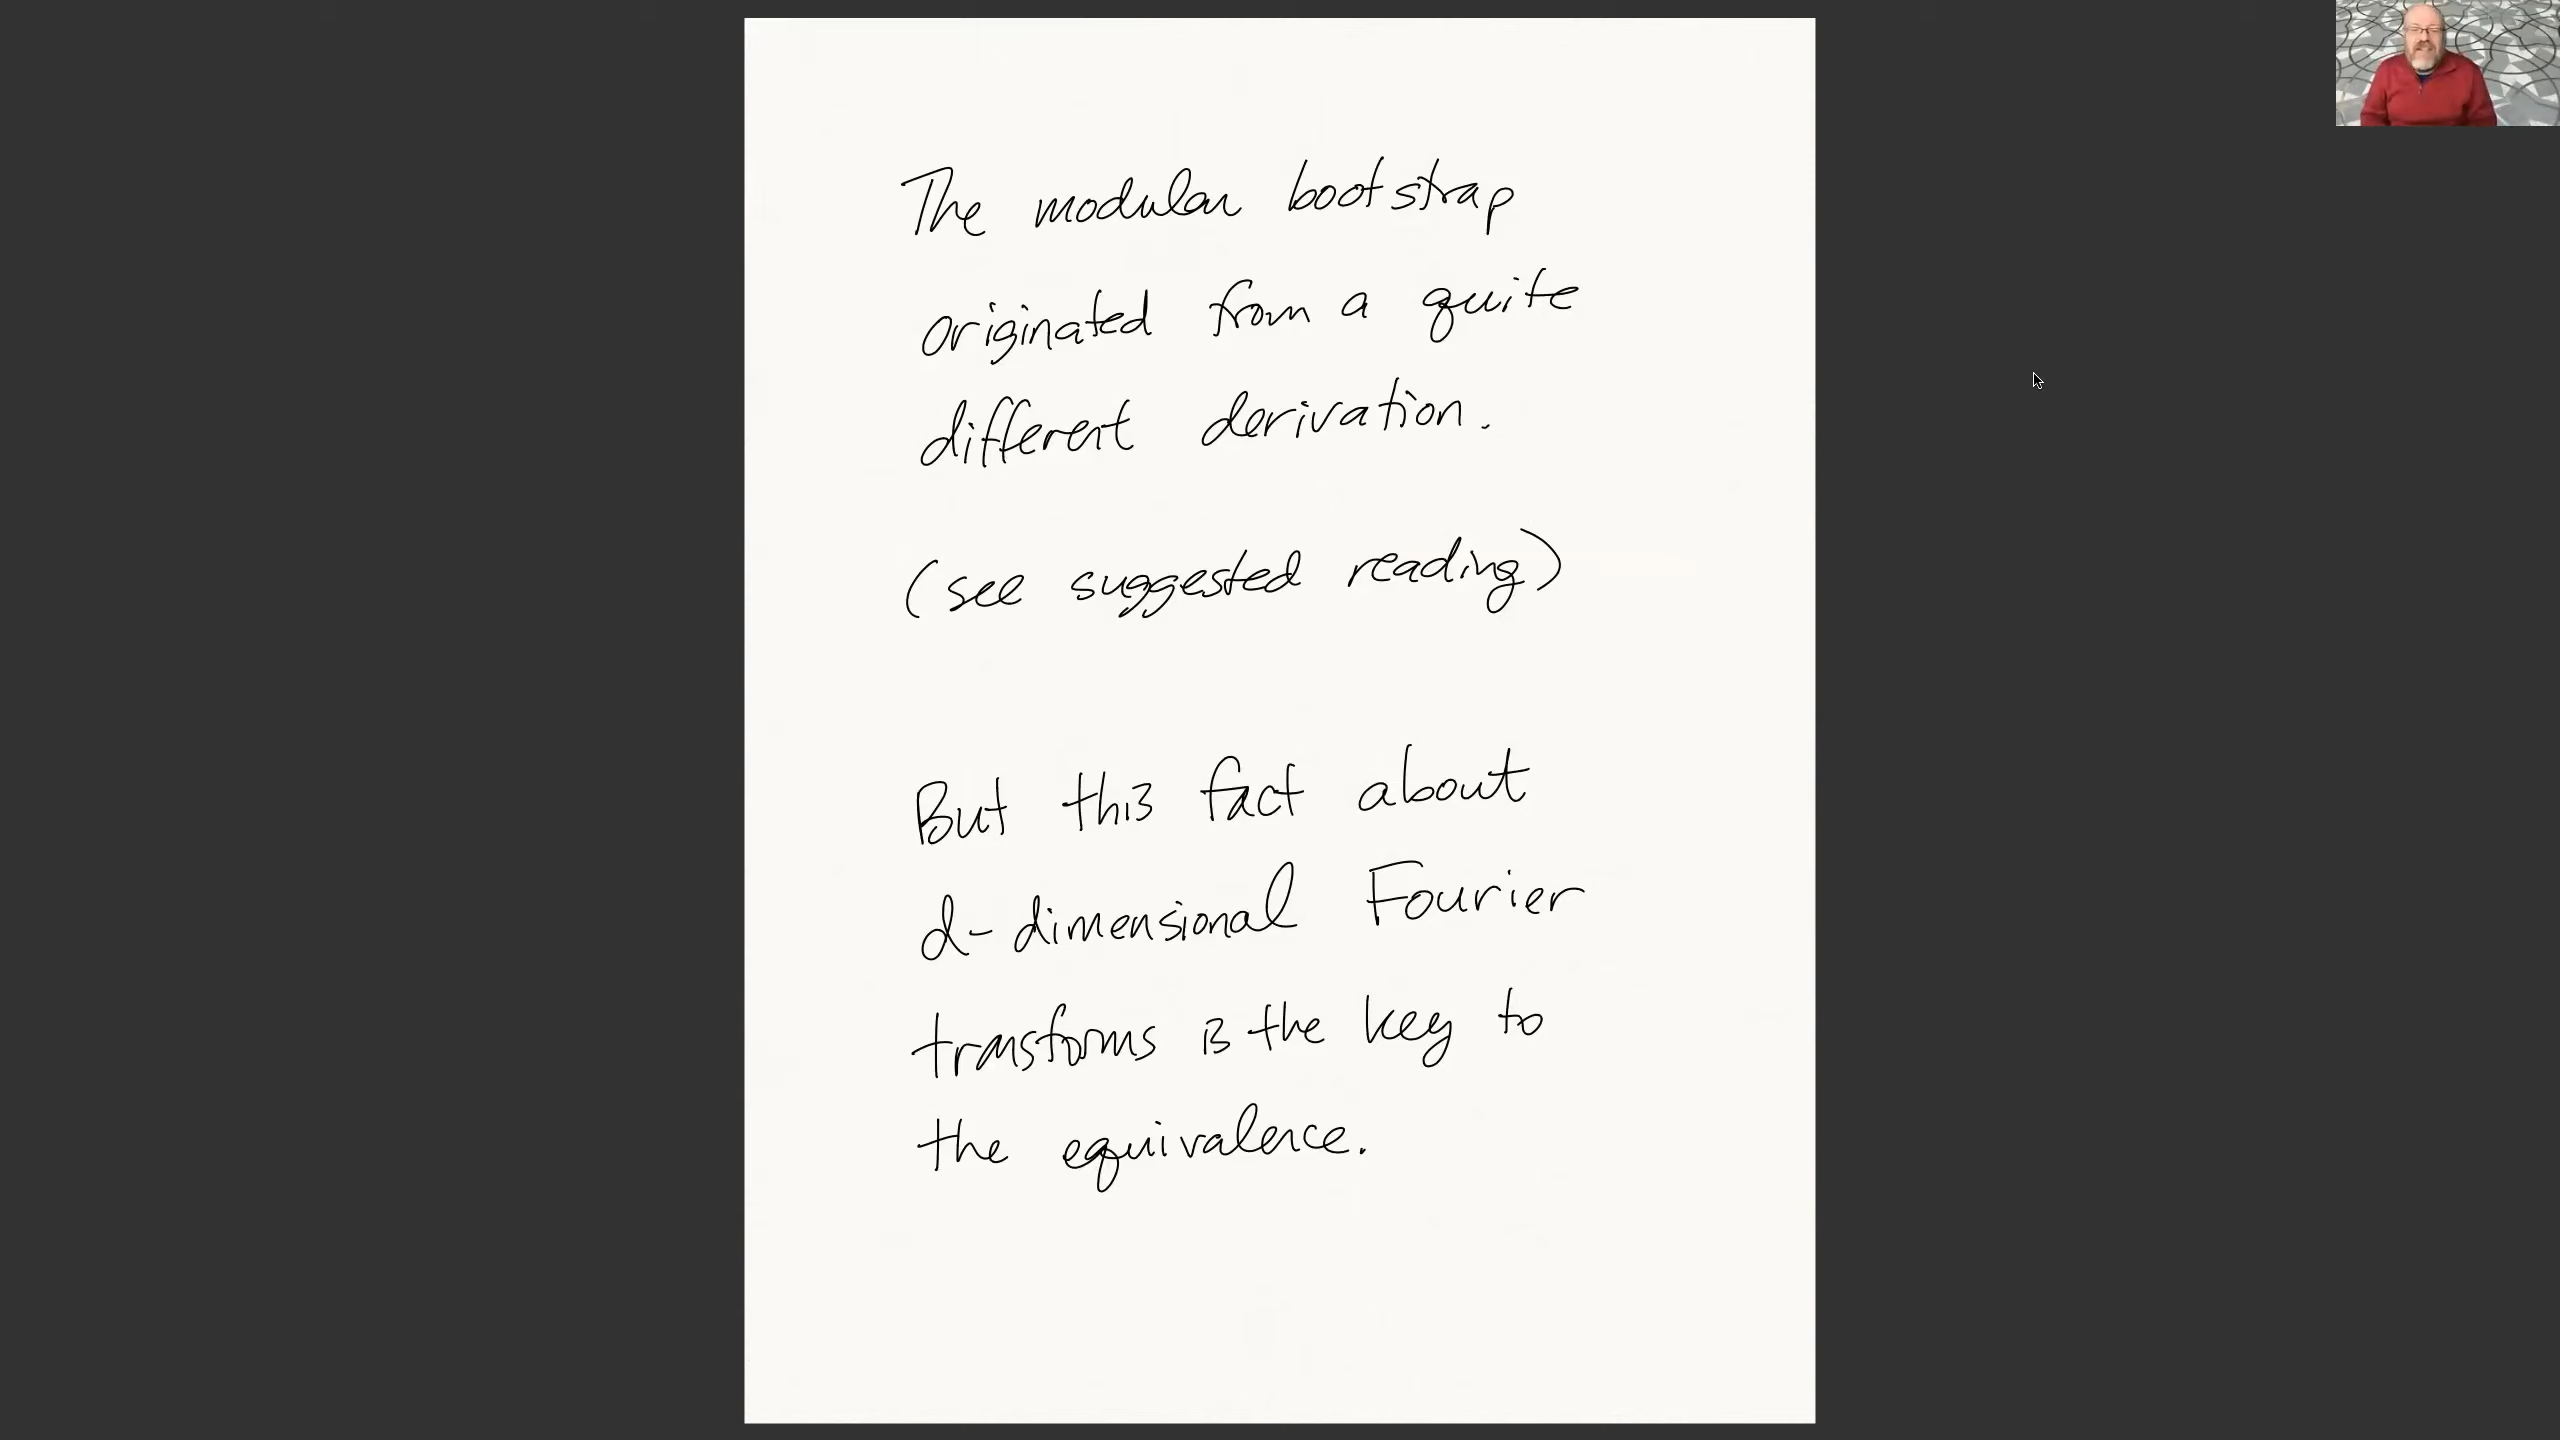 The modular bootstrap
originated from a quite
different derivation.
(see suggested reading)
But this fact about
d-dimensional Fourier
transforms is the key to
the equivalence.